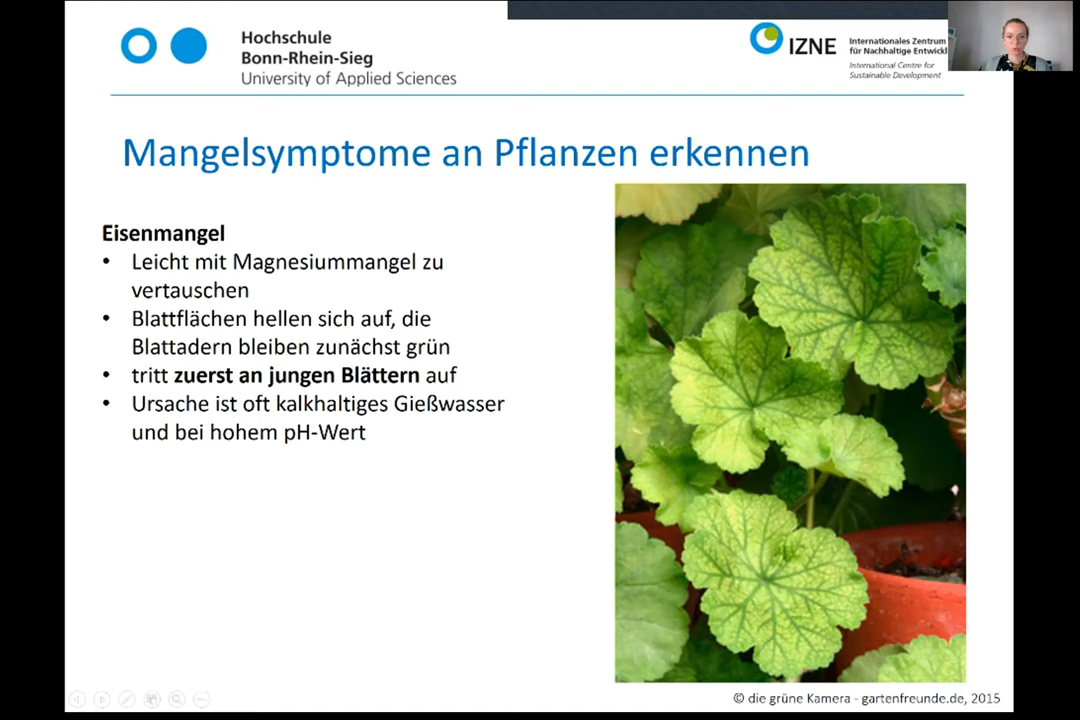 Hochschule
Bonn-Rhein-Sieg
University of Applied Sciences
IZNE
Internationales Zentrum
für Nachhaltige Entwickl
International Centre for
Sustainable Development
Mangelsymptome an Pflanzen erkennen
Eisenmangel
• Leicht mit Magnesiummangel zu
vertauschen
• Blattflächen hellen sich auf, die
Blattadern bleiben zunächst grün
• tritt zuerst an jungen Blättern auf
• Ursache ist oft kalkhaltiges Gießwasser
und bei hohem pH-Wert
© die grüne Kamera - gartenfreunde.de, 2015